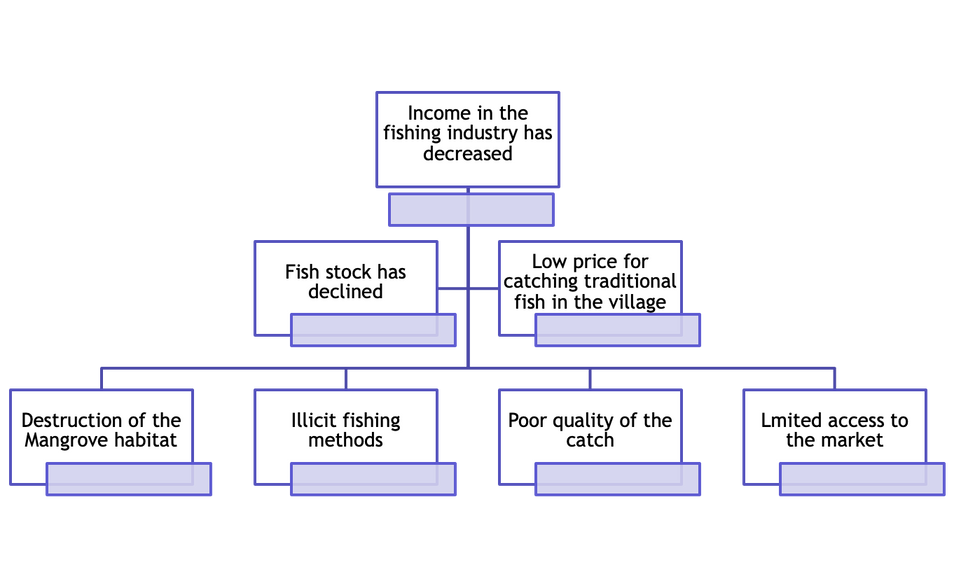 Income in the
fishing industry has
decreased
Fish stock has
declined
Low price for
catching traditional
fish in the village
Destruction of the
Mangrove habitat
Illicit fishing
methods
Poor quality of the
catch
Lmited access to
the market